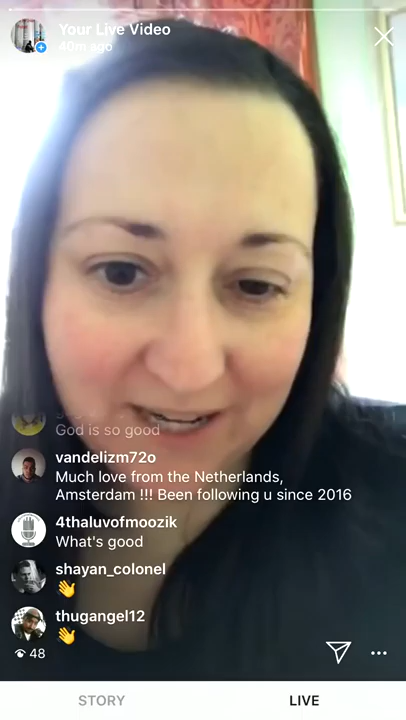 Your Live Video
40m ago
God is so good
vandelizm72o
Much love from the Netherlands,
Amsterdam !!! Been following u since 2016
4thaluvofmoozik
What's good
shayan_colonel
👋
thugangel12
👋
48
STORY
LIVE